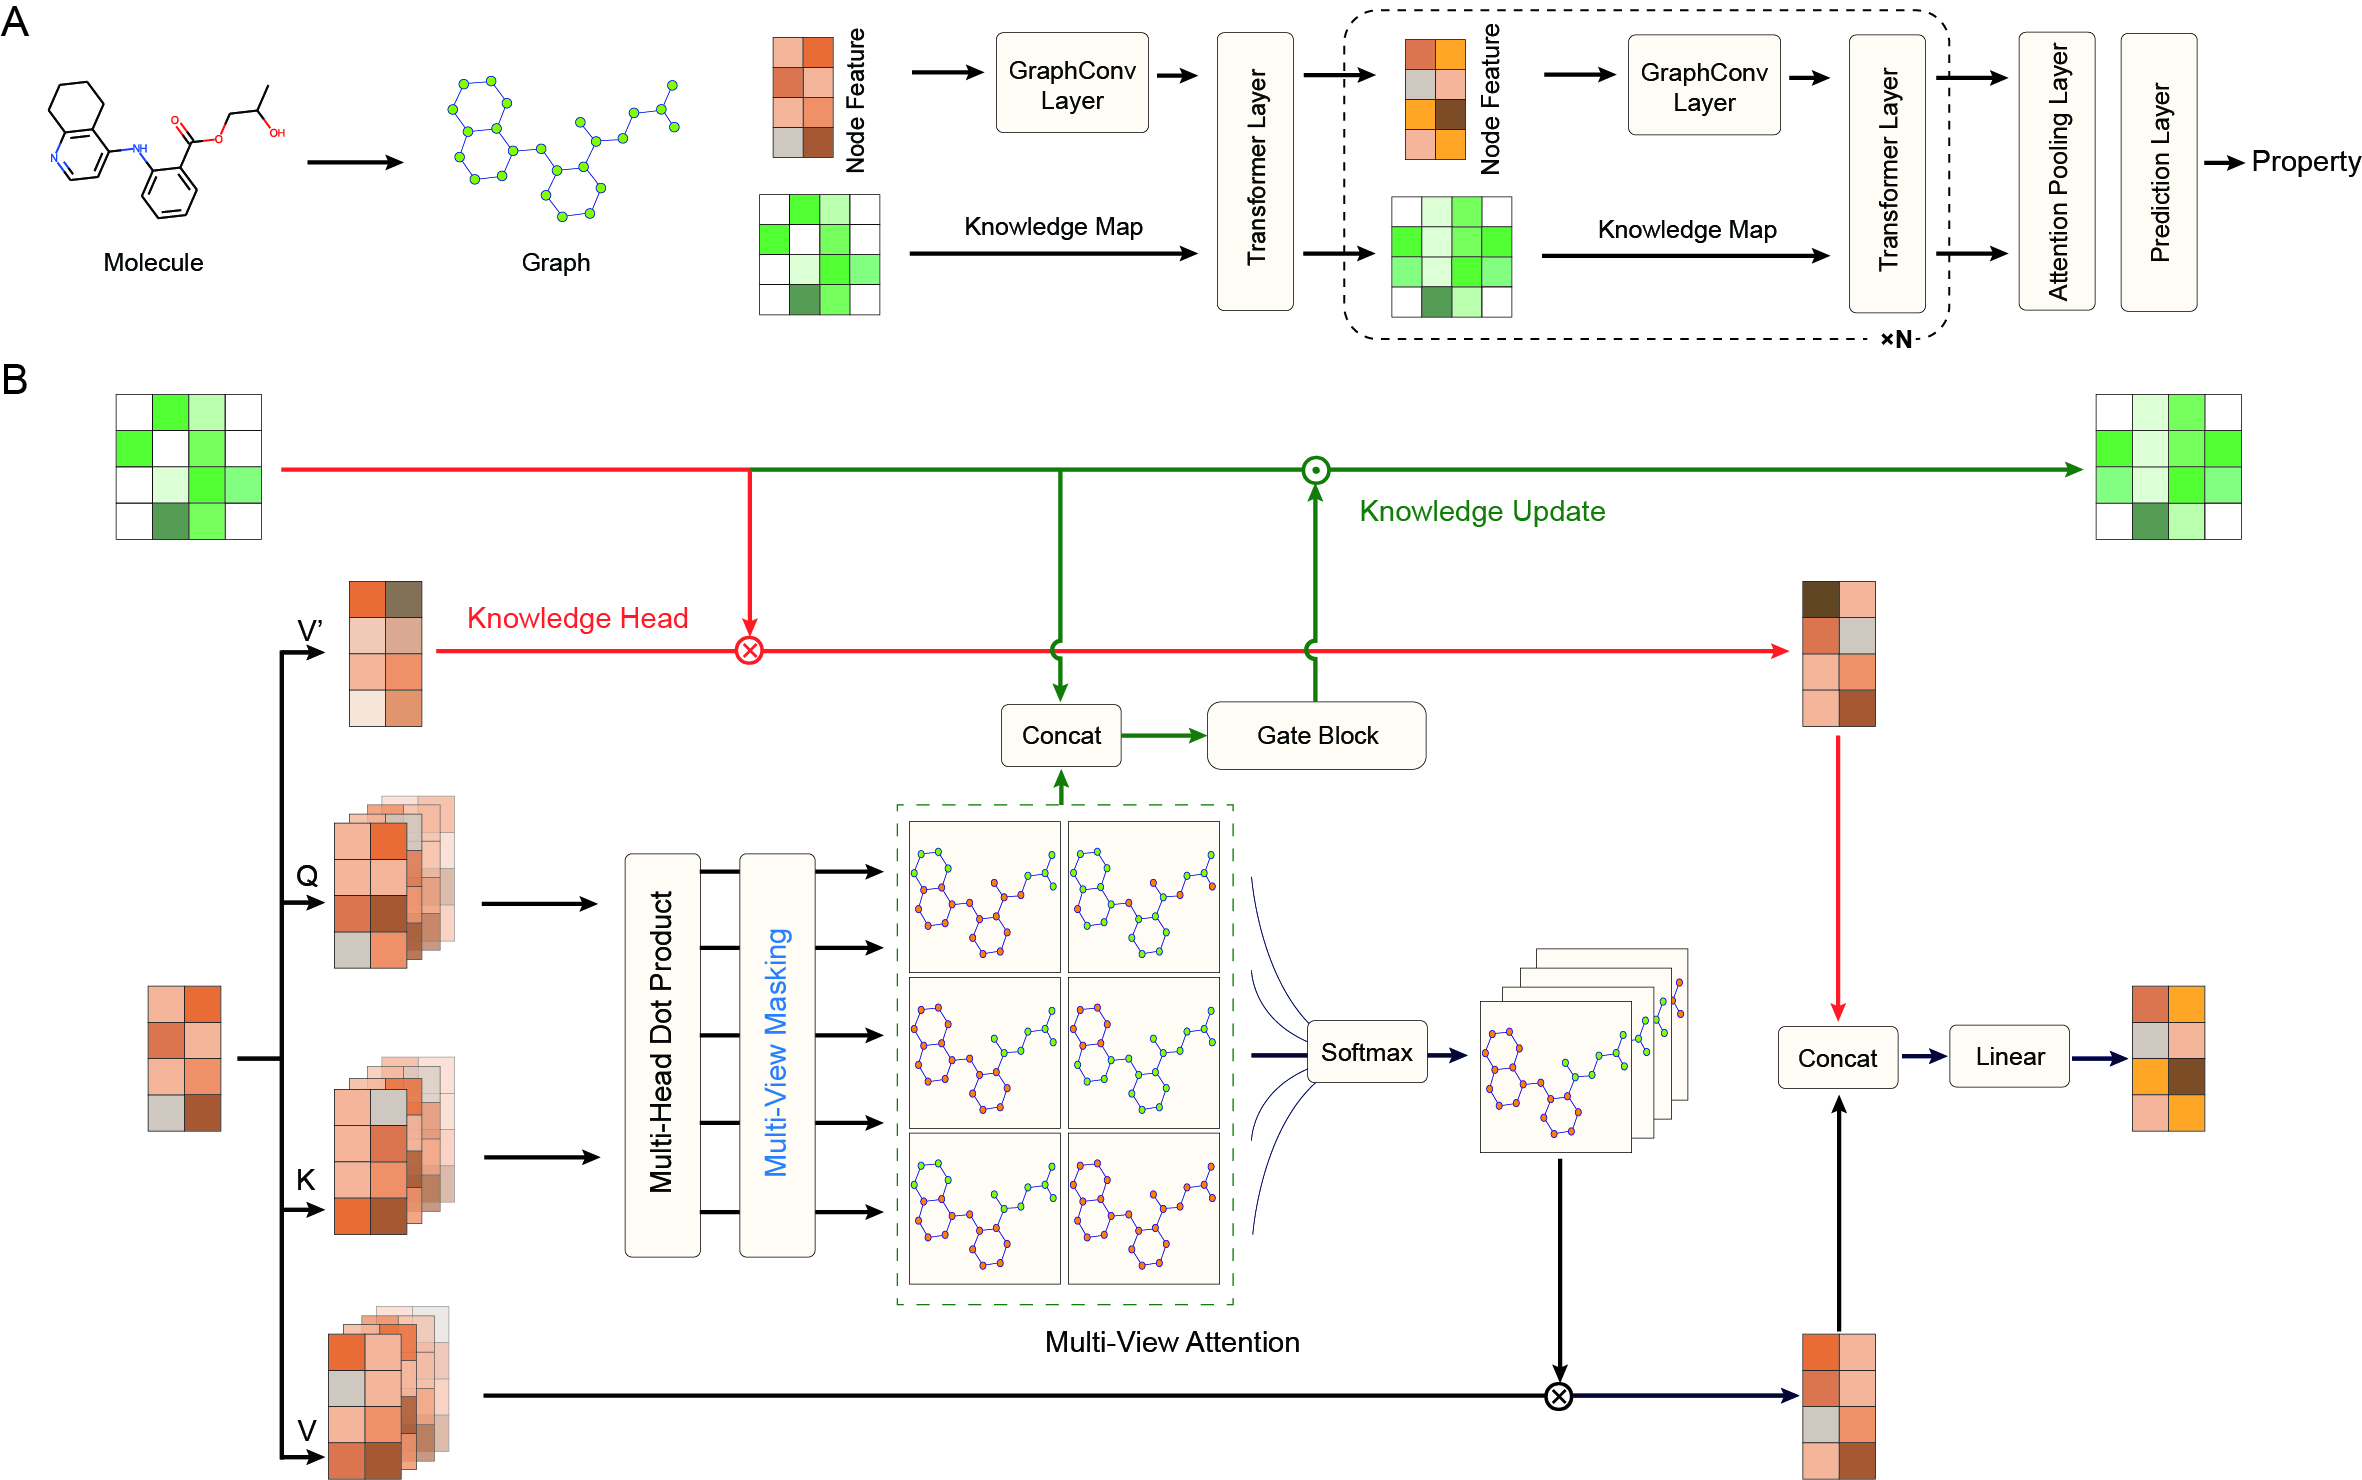 A
N
NH
O
O
OH
Molecule
Graph
Node Feature
GraphConv
Layer
Knowledge Map
Transformer Layer
Node Feature
GraphConv
Layer
Knowledge Map
Transformer Layer
×N
Attention Pooling Layer
Prediction Layer
Property
B
Knowledge Update
V’
Knowledge Head
Concat
Gate Block
Q
K
V
Multi-Head Dot Product
Multi-View Masking
Multi-View Attention
Softmax
Concat
Linear